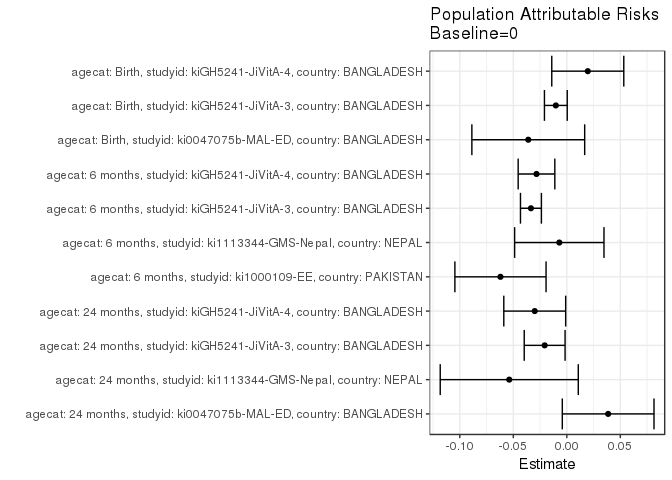 Population Attributable Risks
Baseline=0
agecat: Birth, studyid: kiGH5241-JiVitA-4, country: BANGLADESH
agecat: Birth, studyid: kiGH5241-JiVitA-3, country: BANGLADESH
agecat: Birth, studyid: ki0047075b-MAL-ED, country: BANGLADESH
agecat: 6 months, studyid: kiGH5241-JiVitA-4, country: BANGLADESH
agecat: 6 months, studyid: kiGH5241-JiVitA-3, country: BANGLADESH
agecat: 6 months, studyid: ki1113344-GMS-Nepal, country: NEPAL
agecat: 6 months, studyid: ki1000109-EE, country: PAKISTAN
agecat: 24 months, studyid: kiGH5241-JiVitA-4, country: BANGLADESH
agecat: 24 months, studyid: kiGH5241-JiVitA-3, country: BANGLADESH
agecat: 24 months, studyid: ki1113344-GMS-Nepal, country: NEPAL
agecat: 24 months, studyid: ki0047075b-MAL-ED, country: BANGLADESH
-0.10 -0.05 0.00 0.05
Estimate